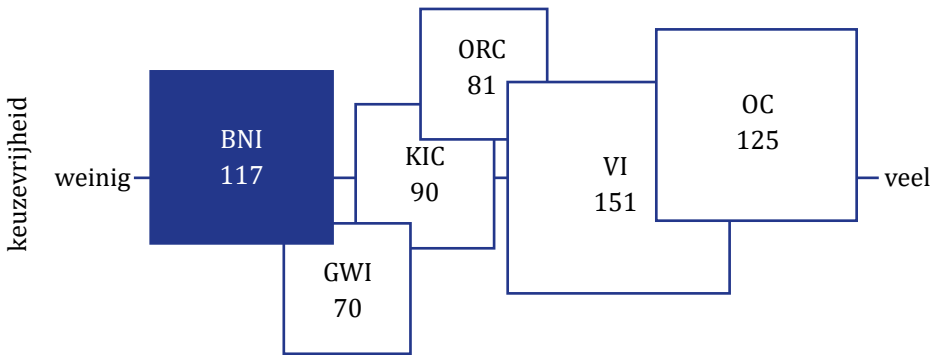 keuzevrijheid
weinig
BNI
117
GWI
70
KIC
90
ORC
81
VI
151
OC
125
veel